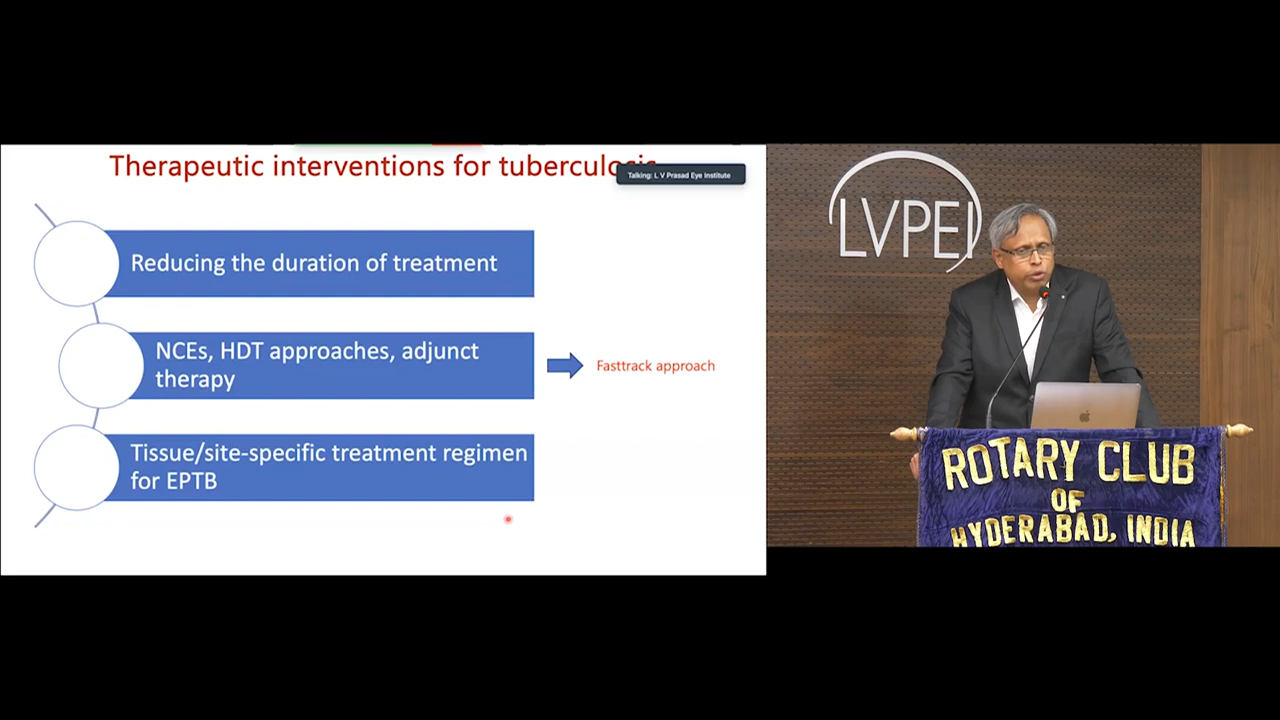 Therapeutic interventions for tuberculosis
Talking: L V Prasad Eye Institute
Reducing the duration of treatment
NCEs, HDT approaches, adjunct
therapy
Fasttrack approach
Tissue/site-specific treatment regimen
for EPTB
LVPEI
ROTARY CLUB
OF
HYDERABAD, INDIA